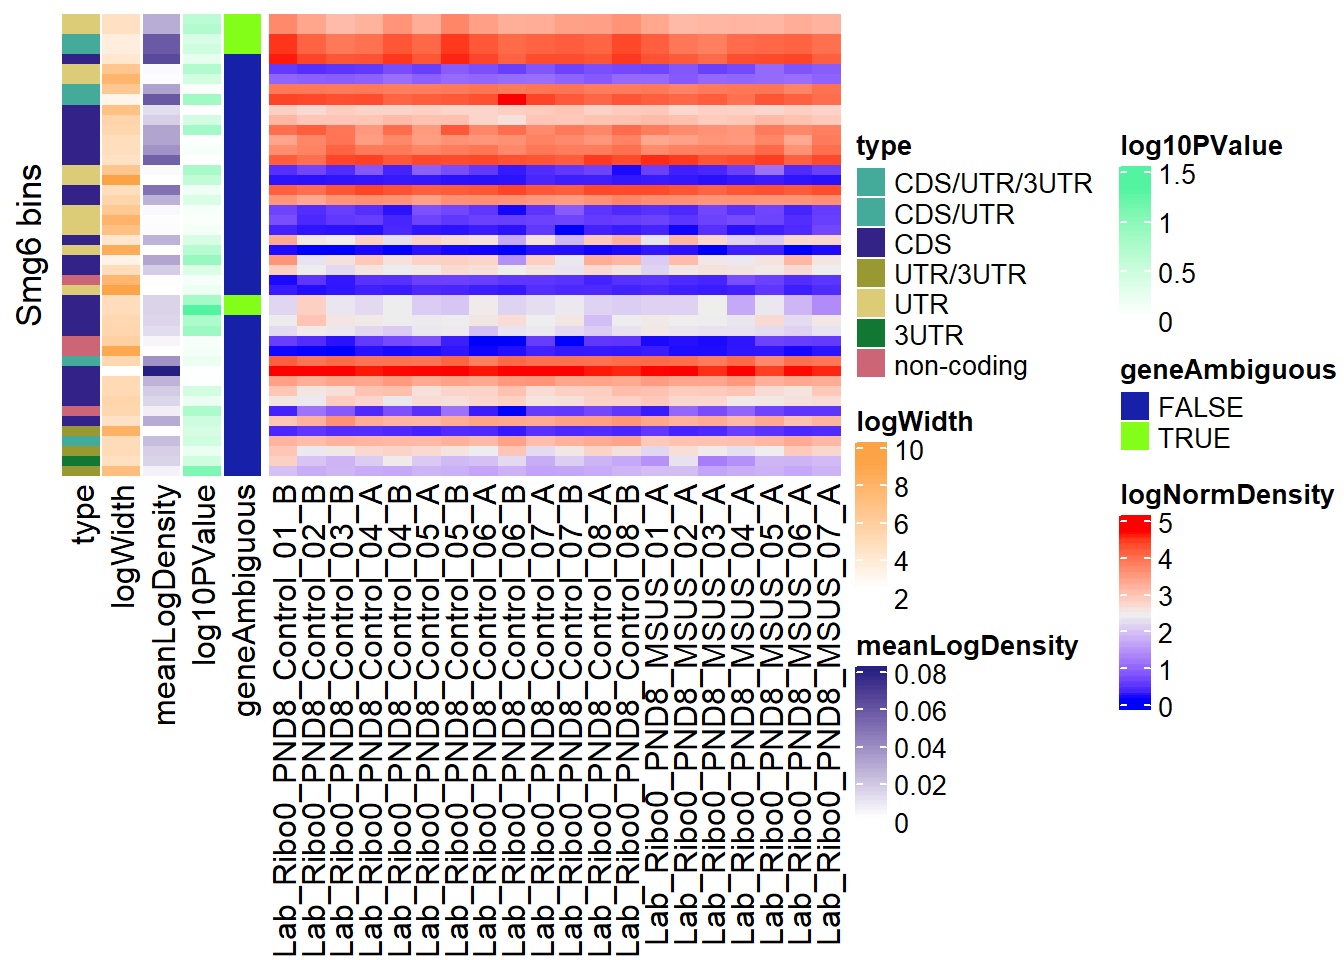 Smg6 bins
type
logWidth
meanLogDensity
log10PValue
geneAmbiguous
Lab_Ribo0_PND8_Control_01_B
Lab_Ribo0_PND8_Control_02_B
Lab_Ribo0_PND8_Control_03_B
Lab_Ribo0_PND8_Control_04_A
Lab_Ribo0_PND8_Control_04_B
Lab_Ribo0_PND8_Control_05_A
Lab_Ribo0_PND8_Control_05_B
Lab_Ribo0_PND8_Control_06_A
Lab_Ribo0_PND8_Control_06_B
Lab_Ribo0_PND8_Control_07_A
Lab_Ribo0_PND8_Control_07_B
Lab_Ribo0_PND8_Control_08_A
Lab_Ribo0_PND8_Control_08_B
Lab_Ribo0_PND8_MSUS_01_A
Lab_Ribo0_PND8_MSUS_02_A
Lab_Ribo0_PND8_MSUS_03_A
Lab_Ribo0_PND8_MSUS_04_A
Lab_Ribo0_PND8_MSUS_05_A
Lab_Ribo0_PND8_MSUS_06_A
Lab_Ribo0_PND8_MSUS_07_A
type
CDS/UTR/3UTR
CDS/UTR
CDS
UTR/3UTR
UTR
3UTR
non-coding
logWidth
10
8
6
4
2
meanLogDensity
0.08
0.06
0.04
0.02
0
log10PValue
1.5
1
0.5
0
geneAmbiguous
FALSE
TRUE
logNormDensity
5
4
3
2
1
0